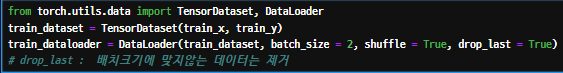 from torch.utils.data import TensorDataset, DataLoader
train_dataset = TensorDataset(train_x, train_y)
train_dataloader = DataLoader(train_dataset, batch_size = 2, shuffle = True, drop_last = True)
# drop_last : 배치크기에 맞지않는 데이터는 제거